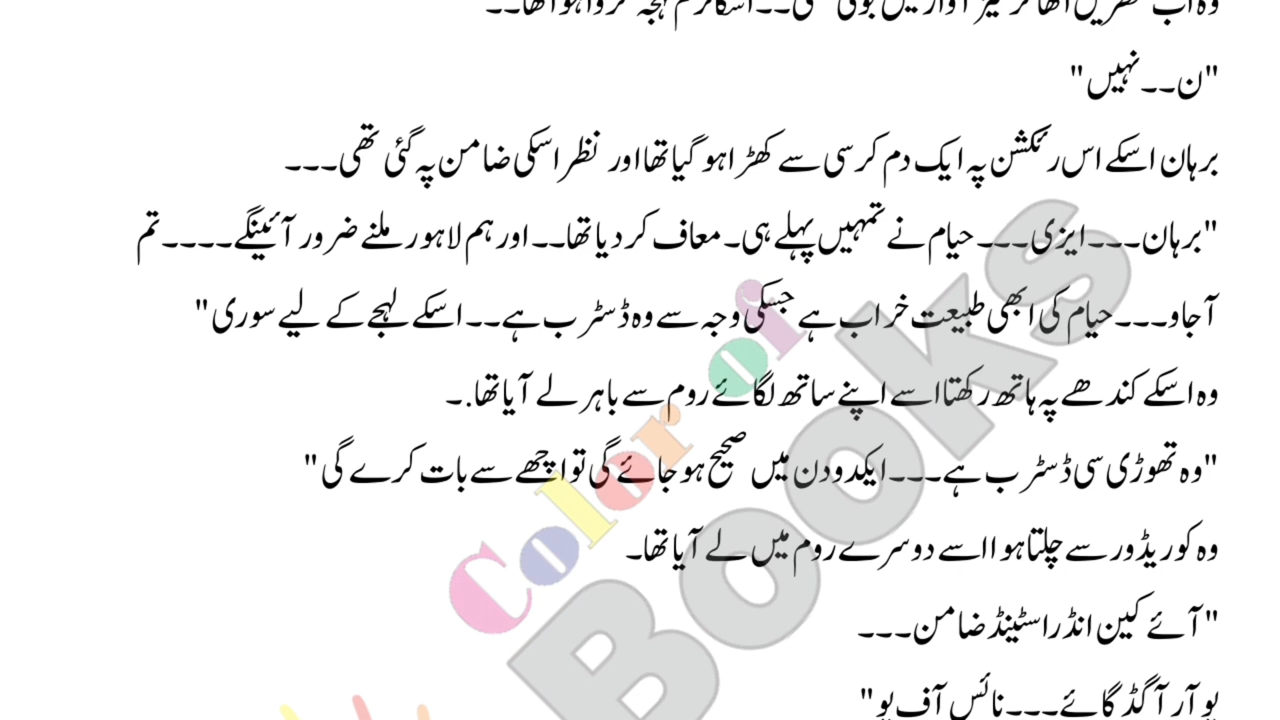 "ن۔۔نہیں"
برہان اسکے اس رئکشن پہ ایک دم کرسی سے کھڑا ہو گیا تھا اور نظر اسکی ضامن پہ گئی تھی۔۔۔
"برہان۔۔۔ایزی۔۔۔حیام نے تمہیں پہلے ہی۔معاف کر دیا تھا۔۔اور ہم لاہور ملنے ضرور آئینگے۔۔۔۔تم
آجاو۔۔۔حیام کی ابھی طبیعت خراب ہے جسکی وجہ سے وہ ڈسٹرب ہے۔۔اسکے لہجے کے لیے سوری"
وہ اسکے کندھے پہ ہاتھ رکھتا اسے اپنے ساتھ لگائے روم سے باہر لے آیا تھا.۔
"وہ تھوڑی سی ڈسٹرب ہے۔۔۔ایکدو دن میں صحیح ہو جائے گی تو اچھے سے بات کرے گی"
وہ کوریڈور سے چلتا ہوا اسے دوسرے روم میں لے آیا تھا۔
"آئے کین انڈراسٹینڈ ضامن۔۔۔
یو آر آ گڈ گائے۔۔۔نائس آف یو"
Color of
Books